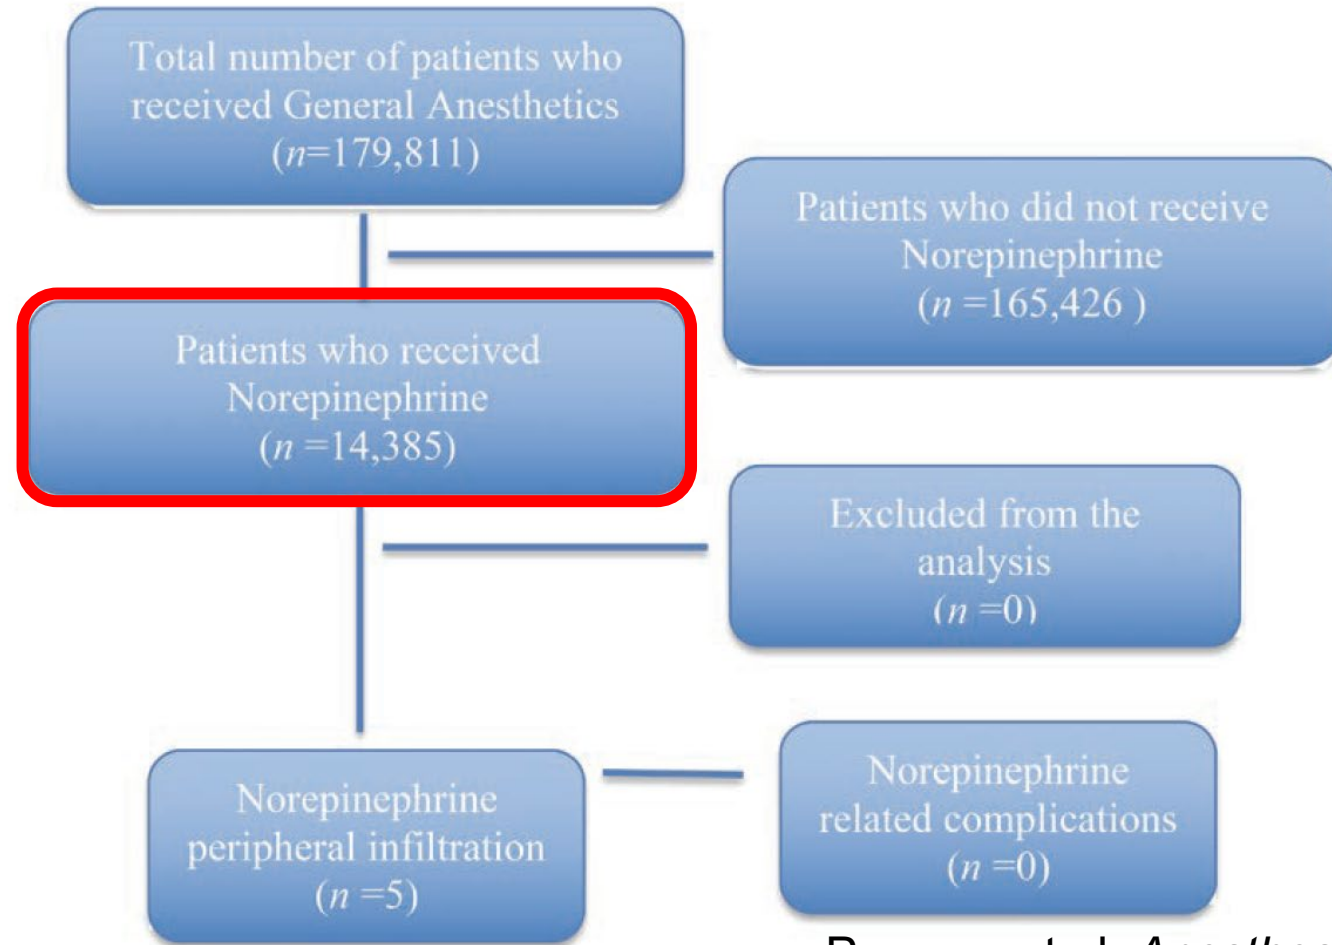 Total number of patients who
received General Anesthetics
(n=179,811)
Patients who did not receive
Norepinephrine
(n =165,426 )
Patients who received
Norepinephrine
(n =14,385)
Excluded from the
analysis
(n =0)
Norepinephrine
peripheral infiltration
(n =5)
Norepinephrine
related complications
(n =0)